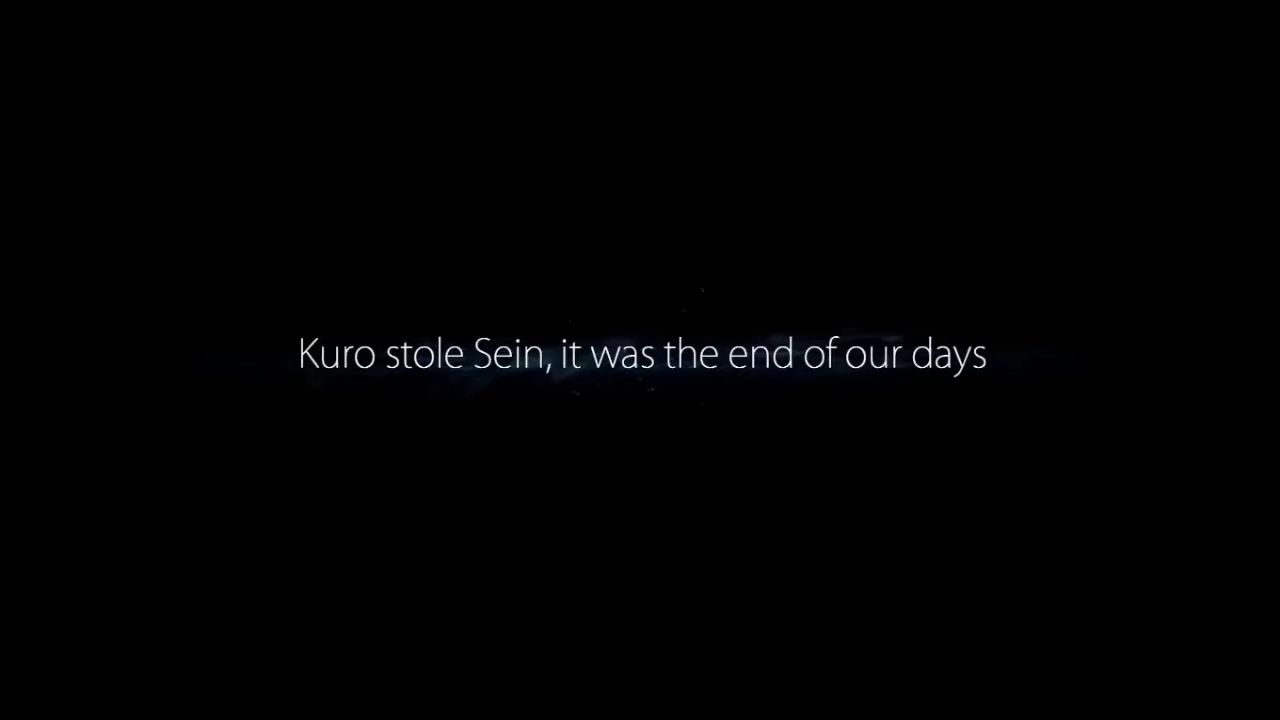 Kuro stole Sein, it was the end of our days